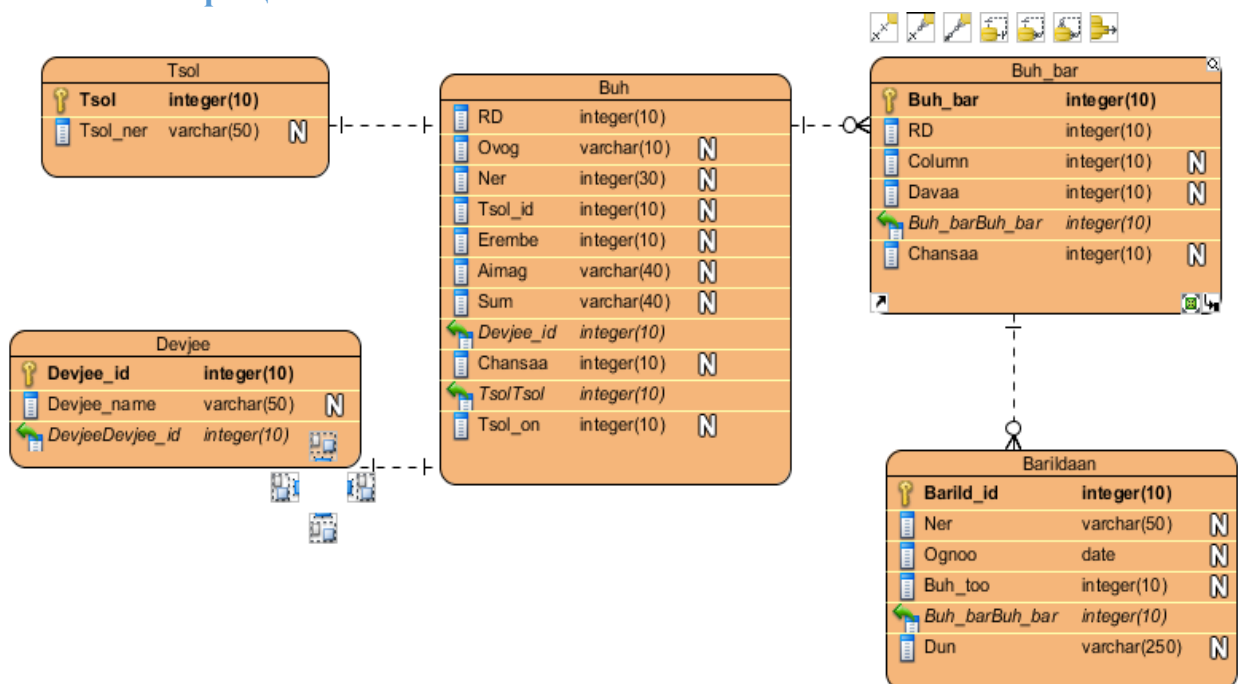 Tsol
Tsol integer(10)
Tsol_ner varchar(50) N
Devjee
Devjee_id integer(10)
Devjee_name varchar(50) N
DevjeeDevjee_id integer(10)
Buh
RD integer(10)
Ovog varchar(10) N
Ner integer(30) N
Tsol_id integer(10) N
Erembe integer(10) N
Aimag varchar(40) N
Sum varchar(40) N
Devjee_id integer(10)
Chansaa integer(10) N
TsolTsol integer(10)
Tsol_on integer(10) N
Buh_bar
Buh_bar integer(10)
RD integer(10)
Column integer(10) N
Davaa integer(10) N
Buh_barBuh_bar integer(10)
Chansaa integer(10) N
Barildaan
Barild_id integer(10)
Ner varchar(50) N
Ognoo date N
Buh_too integer(10) N
Buh_barBuh_bar integer(10)
Dun varchar(250) N